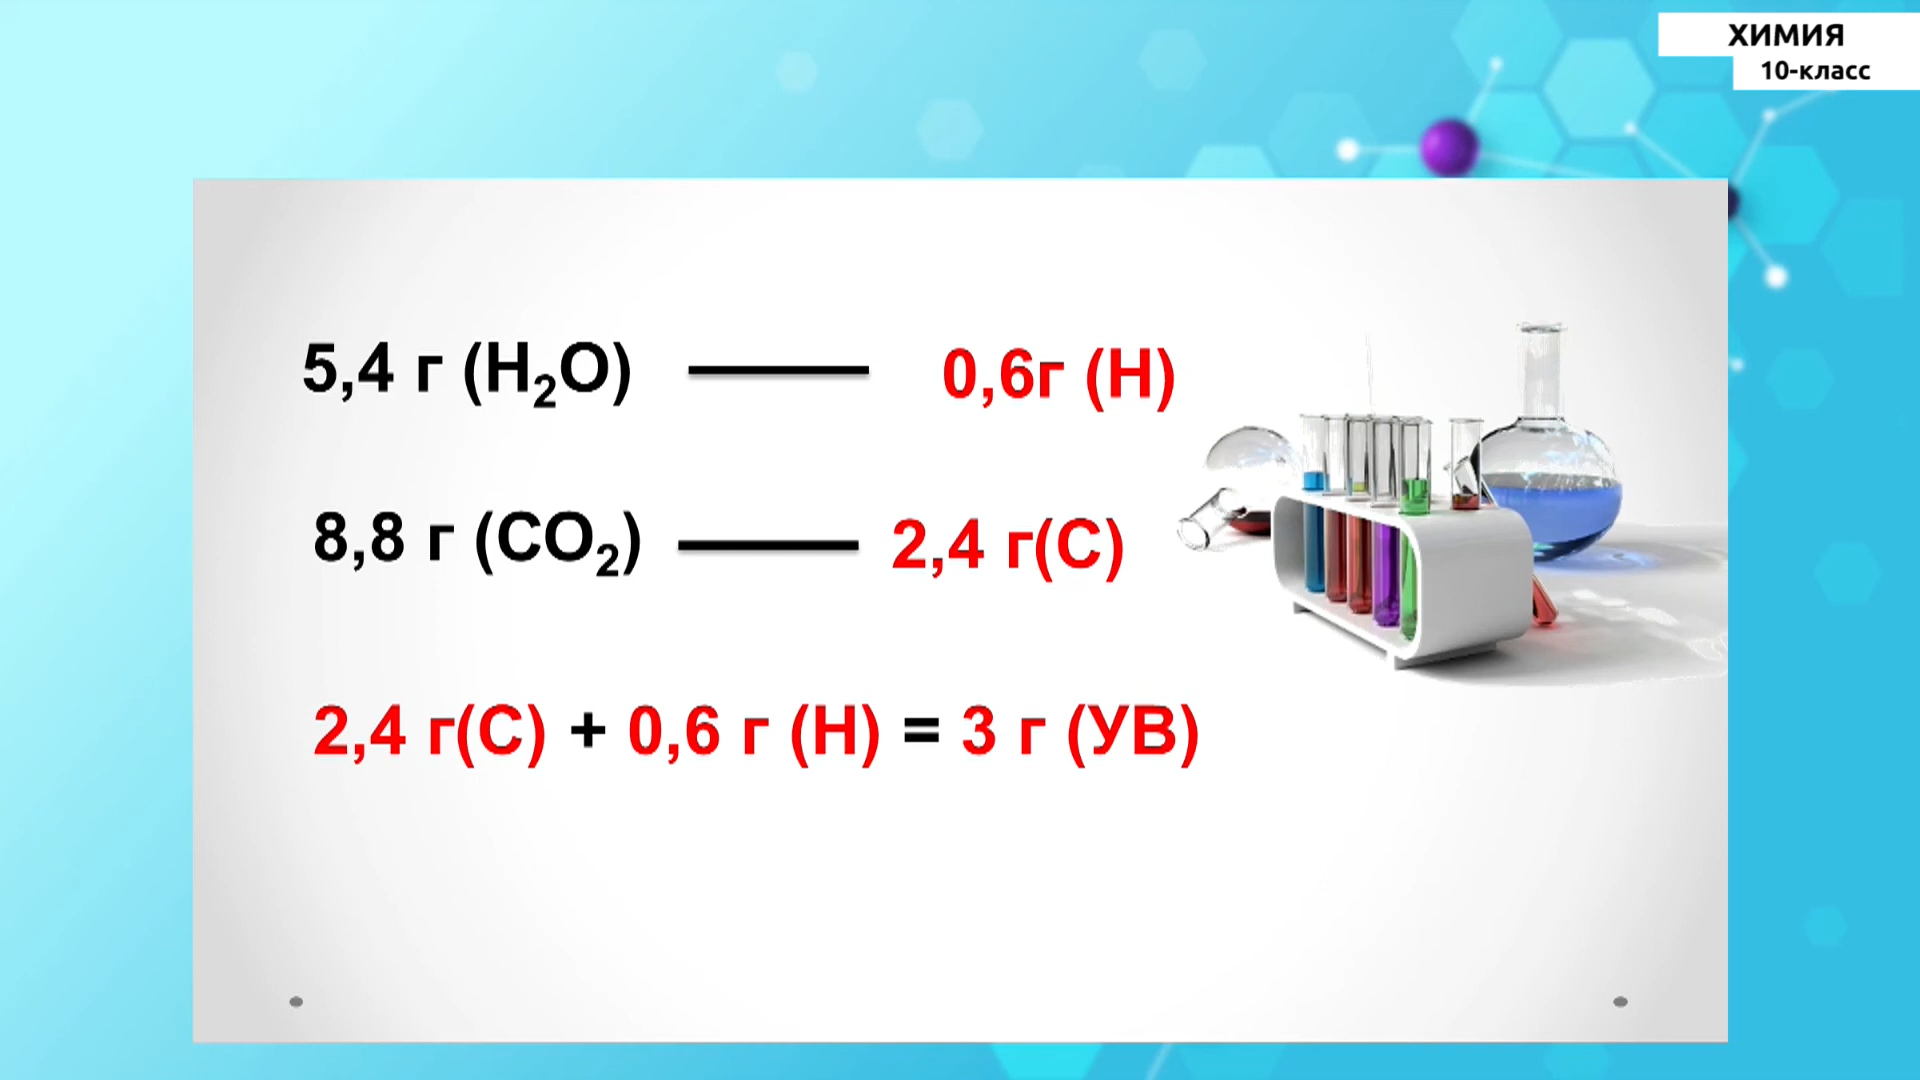 ХИМИЯ
10-класс
5,4 г (H₂O) — 0,6г (Н)
8,8 г (CO₂) — 2,4 г(С)
2,4 г(С) + 0,6 г (Н) = 3 г (УВ)